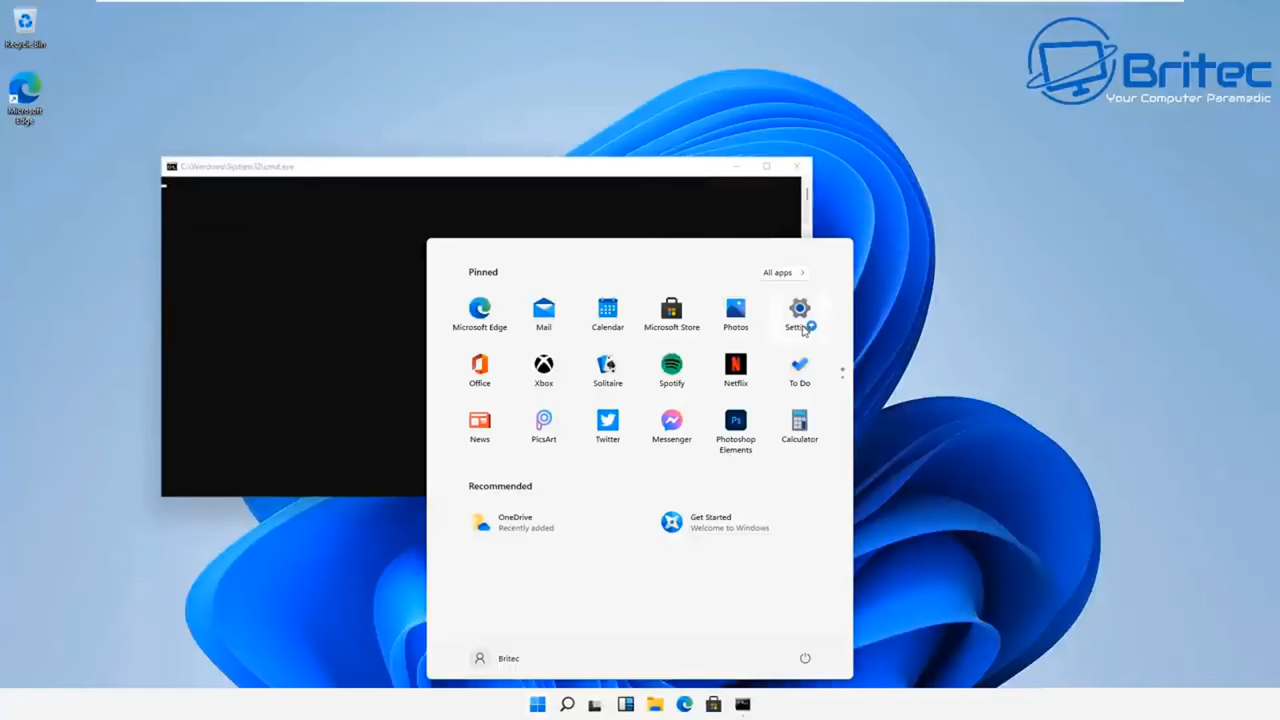 Recycle Bin
Microsoft
Edge
Britec
Your Computer Paramedic
C:\Windows\System32\cmd.exe
Pinned
All apps
Microsoft Edge
Mail
Calendar
Microsoft Store
Photos
Office
Xbox
Solitaire
Spotify
Netflix
To Do
News
PicsArt
Twitter
Messenger
Photoshop
Elements
Calculator
Recommended
OneDrive
Recently added
Get Started
Welcome to Windows
Britec